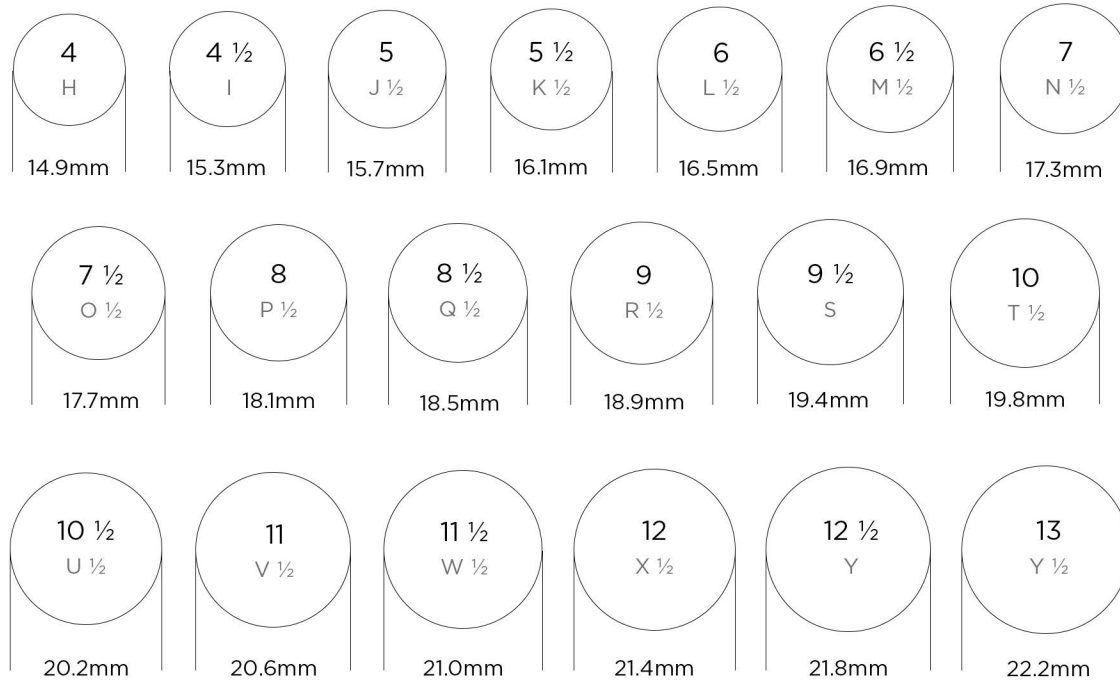 4 4 ½ 5 5 ½ 6 6 ½ 7
H I J ½ K ½ L ½ M ½ N ½
14.9mm 15.3mm 15.7mm 16.1mm 16.5mm 16.9mm 17.3mm
7 ½ 8 8 ½ 9 9 ½ 10
O ½ P ½ Q ½ R ½ S T ½
17.7mm 18.1mm 18.5mm 18.9mm 19.4mm 19.8mm
10 ½ 11 11 ½ 12 12 ½ 13
U ½ V ½ W ½ X ½ Y Y ½
20.2mm 20.6mm 21.0mm 21.4mm 21.8mm 22.2mm